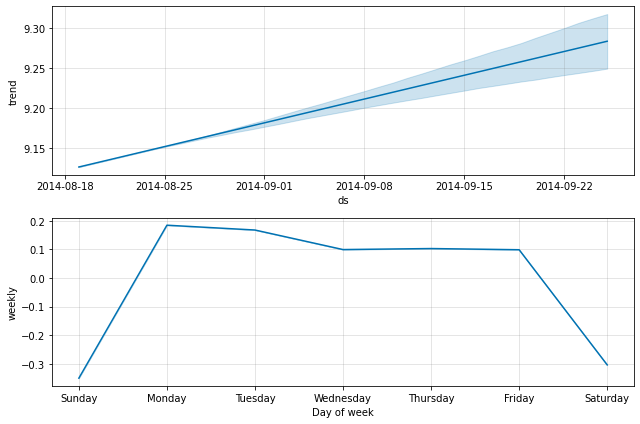 9.30
9.25
9.20
9.15
trend
2014-08-18 2014-08-25 2014-09-01 2014-09-08 2014-09-15 2014-09-22
ds
0.2
0.1
0.0
−0.1
−0.2
−0.3
weekly
Sunday Monday Tuesday Wednesday Thursday Friday Saturday
Day of week